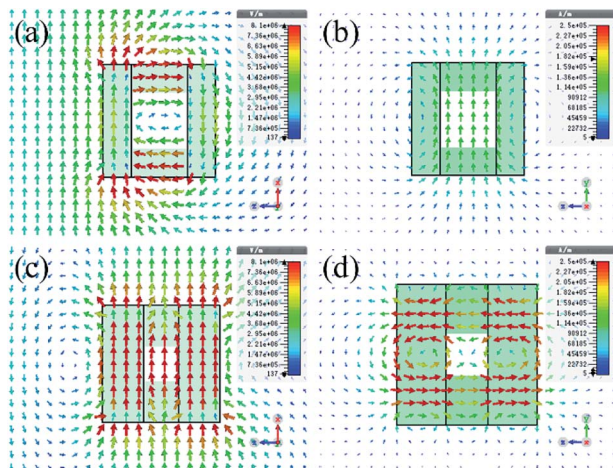 (a)
V/m
8.1e+06
7.36e+06
6.63e+06
5.89e+06
5.15e+06
4.42e+06
3.68e+06
2.95e+06
2.21e+06
1.47e+06
7.36e+05
137
x
z
y
(b)
A/m
2.5e+05
2.27e+05
2.05e+05
1.82e+05
1.59e+05
1.36e+05
1.14e+05
90912
68185
45459
22732
5
y
z
x
(c)
V/m
8.1e+06
7.36e+06
6.63e+06
5.89e+06
5.15e+06
4.42e+06
3.68e+06
2.95e+06
2.21e+06
1.47e+06
7.36e+05
137
x
z
y
(d)
A/m
2.5e+05
2.27e+05
2.05e+05
1.82e+05
1.59e+05
1.36e+05
1.14e+05
90912
68185
45459
22732
5
y
z
x